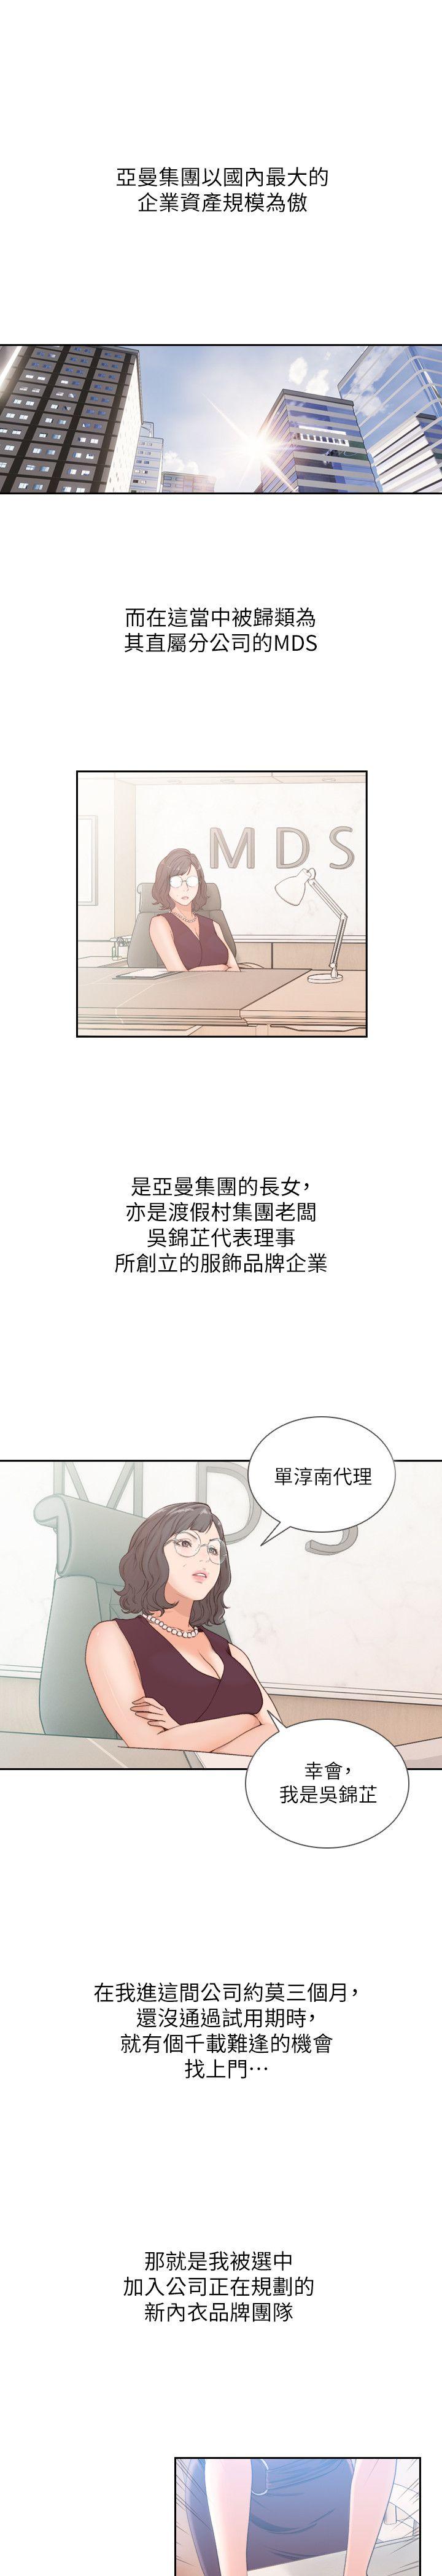 亞曼集團以國內最大的
企業資產規模為傲
而在這當中被歸類為
其直屬分公司的MDS
MDS
是亞曼集團的長女，
亦是渡假村集團老闆
吳錦芷代表理事
所創立的服飾品牌企業
單淳南代理
幸會，
我是吳錦芷
在我進這間公司約莫三個月，
還沒通過試用期時，
就有個千載難逢的機會
找上門…
那就是我被選中
加入公司正在規劃的
新內衣品牌團隊